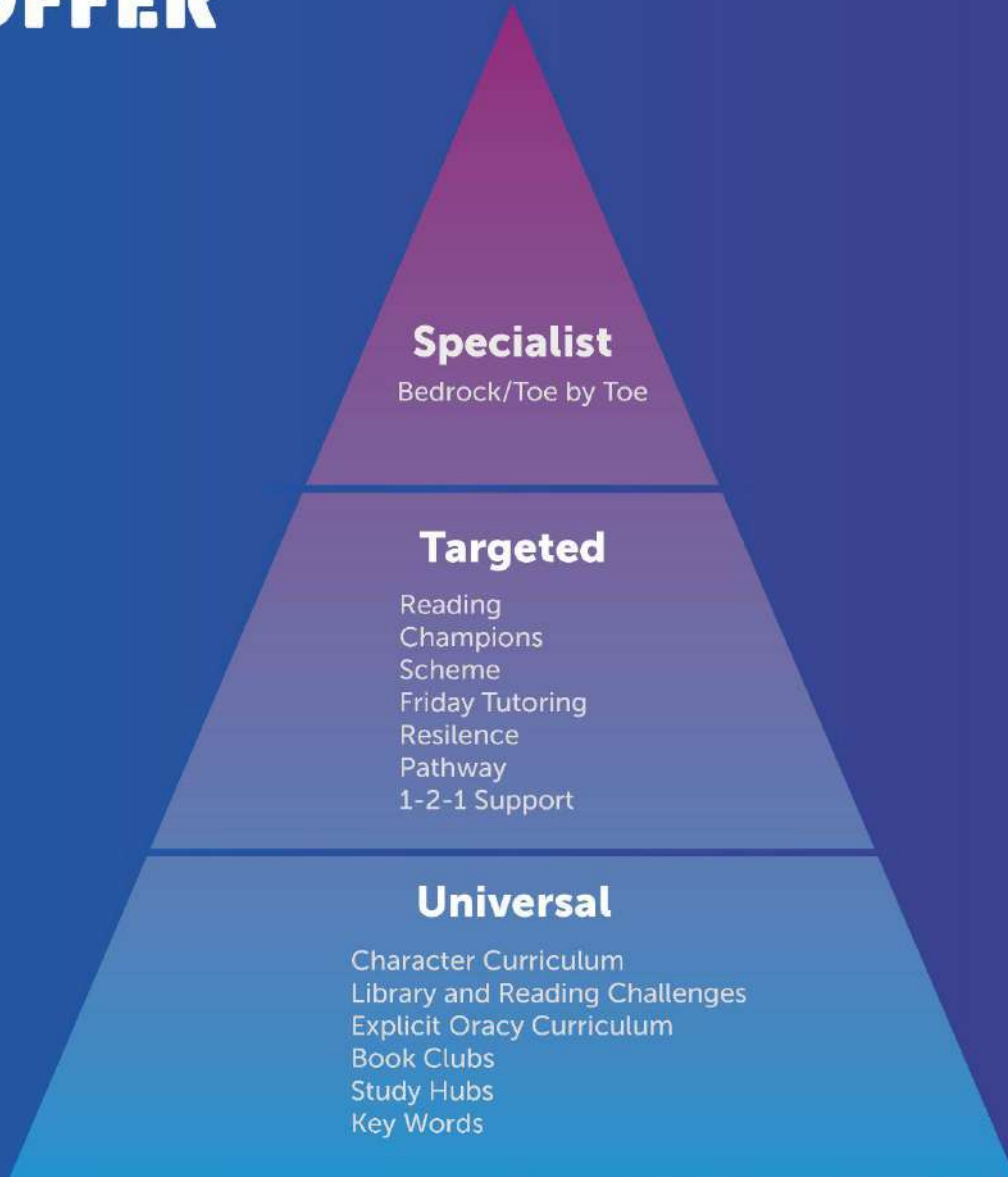 OFFER
Specialist
Bedrock/Toe by Toe
Targeted
Reading
Champions
Scheme
Friday Tutoring
Resilence
Pathway
1-2-1 Support
Universal
Character Curriculum
Library and Reading Challenges
Explicit Oracy Curriculum
Book Clubs
Study Hubs
Key Words